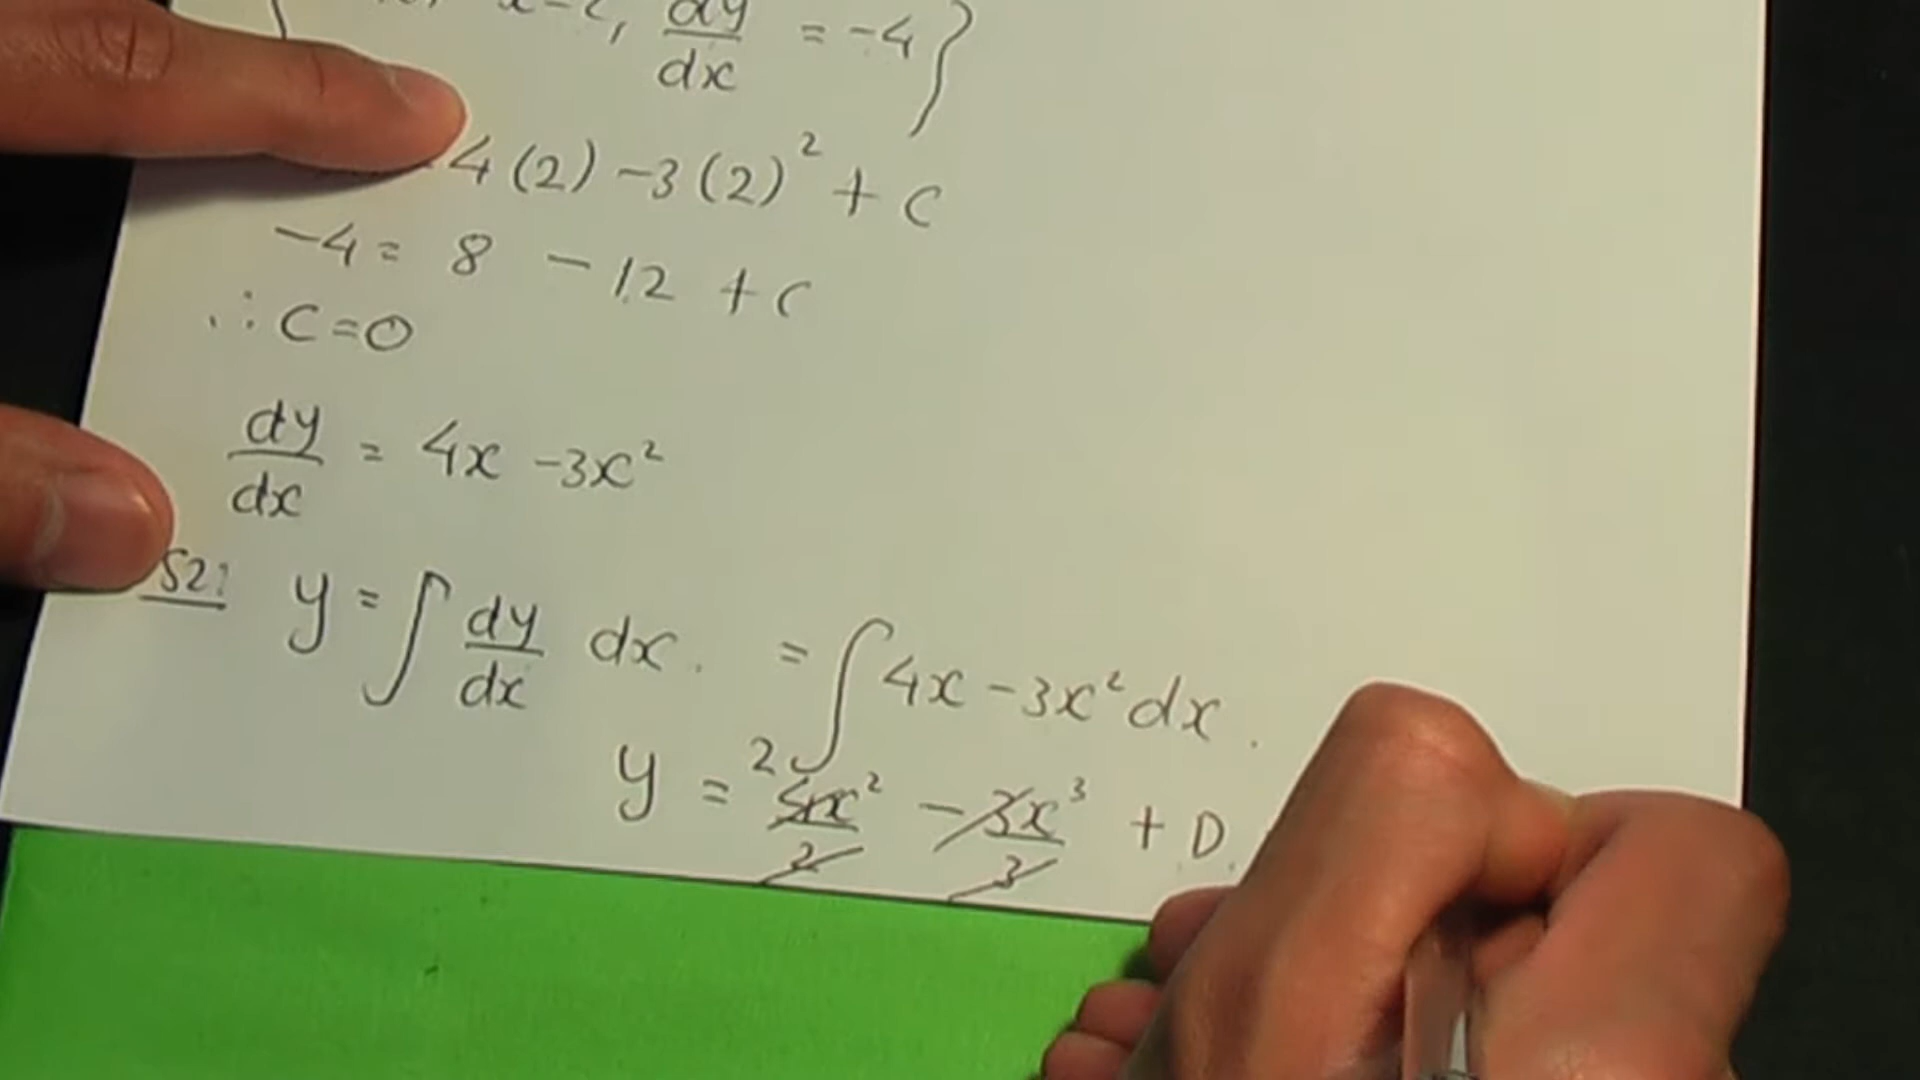 x=2, dy/dx = -4}
4(2) -3(2)² + C
-4 = 8 - 12 + C
∴ C=0
dy/dx = 4x -3x²
S2: y = ∫ dy/dx dx. = ∫ 4x - 3x² dx.
y = 2 4x²/2 - 3x³/3 + D.